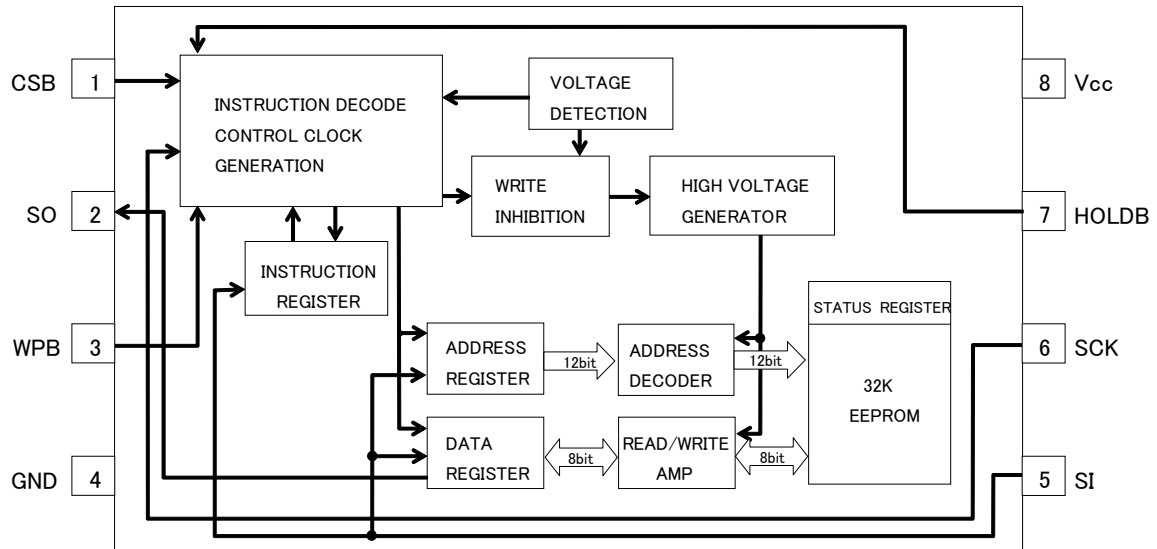 CSB 1
SO 2
WPB 3
GND 4
INSTRUCTION DECODE
CONTROL CLOCK
GENERATION
VOLTAGE
DETECTION
WRITE
INHIBITION
HIGH VOLTAGE
GENERATOR
INSTRUCTION
REGISTER
ADDRESS
REGISTER
12bit
ADDRESS
DECODER
12bit
STATUS REGISTER
32K
EEPROM
DATA
REGISTER
8bit
READ/WRITE
AMP
8bit
8 Vcc
7 HOLDB
6 SCK
5 SI